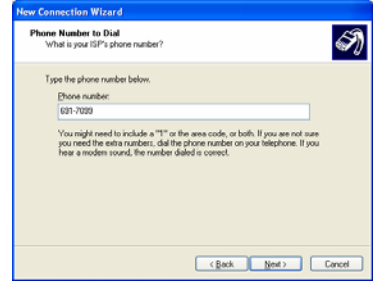 New Connection Wizard
Phone Number to Dial
What is your ISP's phone number?
Type the phone number below.
Phone number:
691-7099
You might need to include a "1" or the area code, or both. If you are not sure
you need the extra numbers, dial the phone number on your telephone. If you
hear a modem sound, the number dialed is correct.
< Back Next > Cancel